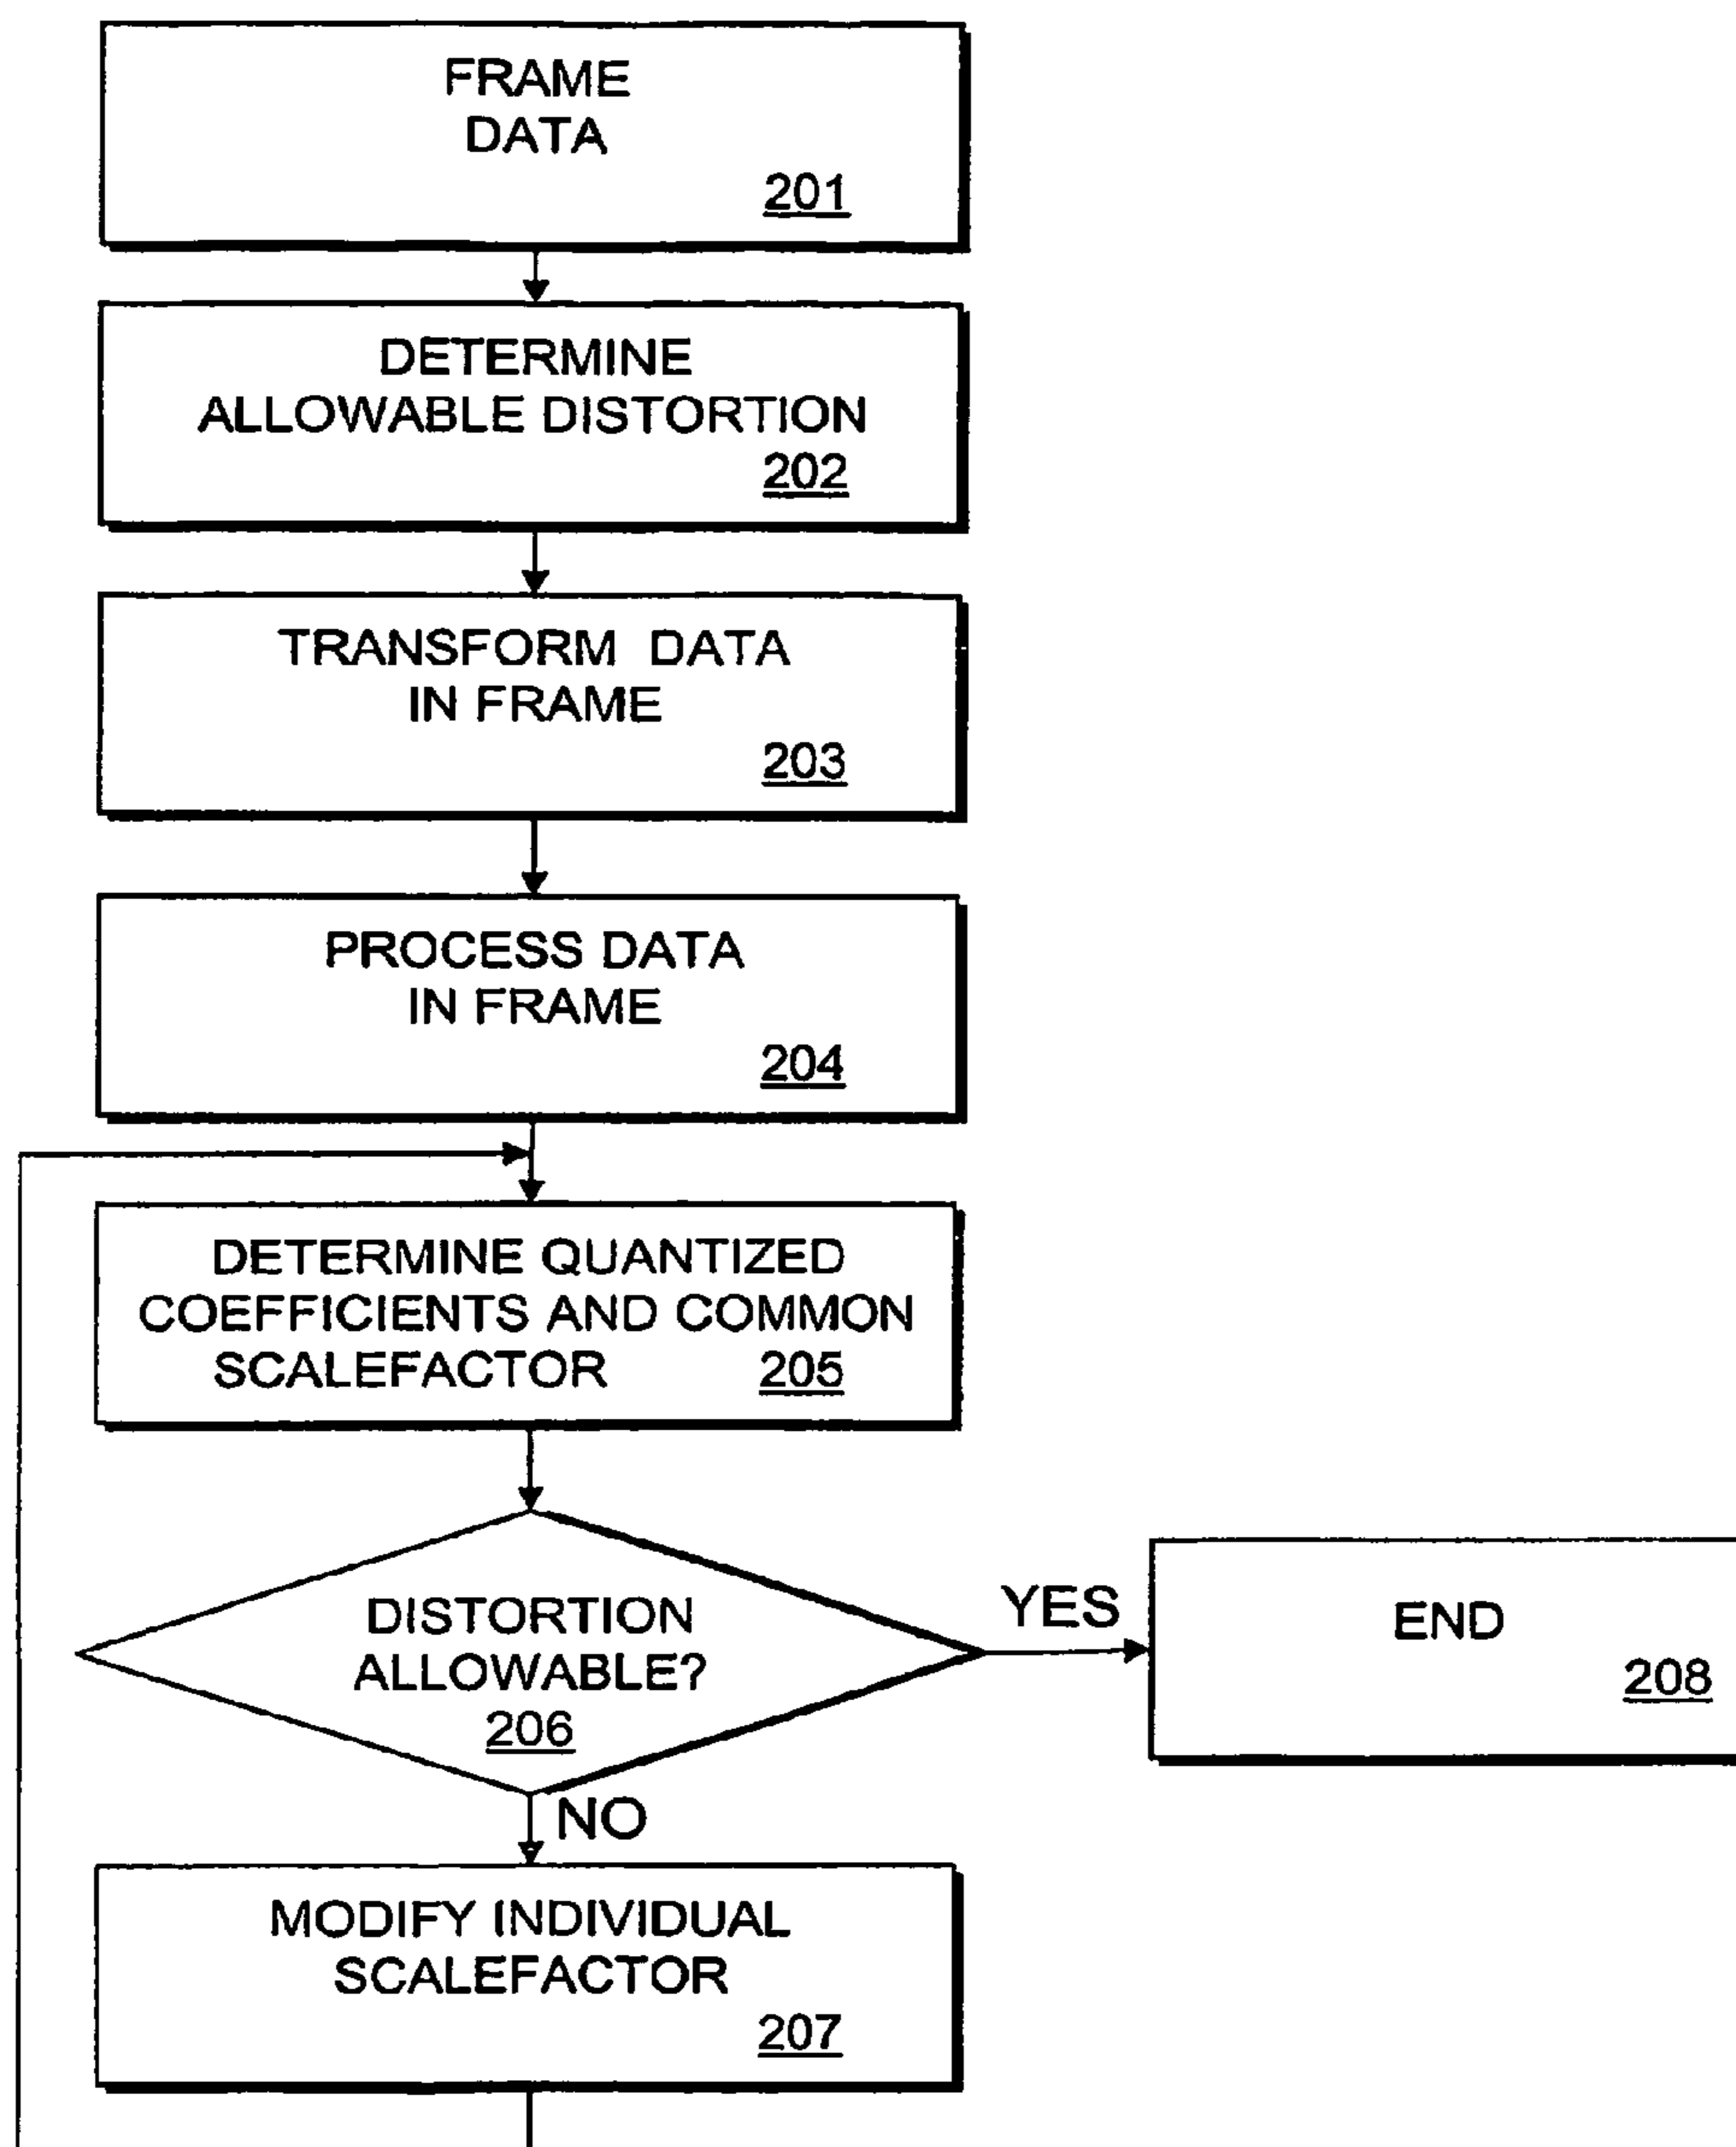 FRAME
DATA
201
DETERMINE
ALLOWABLE DISTORTION
202
TRANSFORM DATA
IN FRAME
203
PROCESS DATA
IN FRAME
204
DETERMINE QUANTIZED
COEFFICIENTS AND COMMON
SCALEFACTOR 205
DISTORTION
ALLOWABLE?
206
YES
END
208
NO
MODIFY INDIVIDUAL
SCALEFACTOR
207